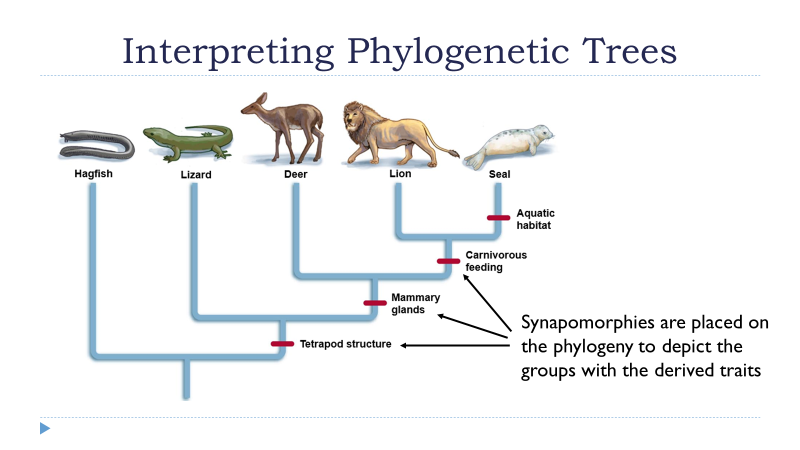 Interpreting Phylogenetic Trees
Hagfish
Lizard
Deer
Lion
Seal
Aquatic
habitat
Carnivorous
feeding
Mammary
glands
Tetrapod structure
Synapomorphies are placed on
the phylogeny to depict the
groups with the derived traits